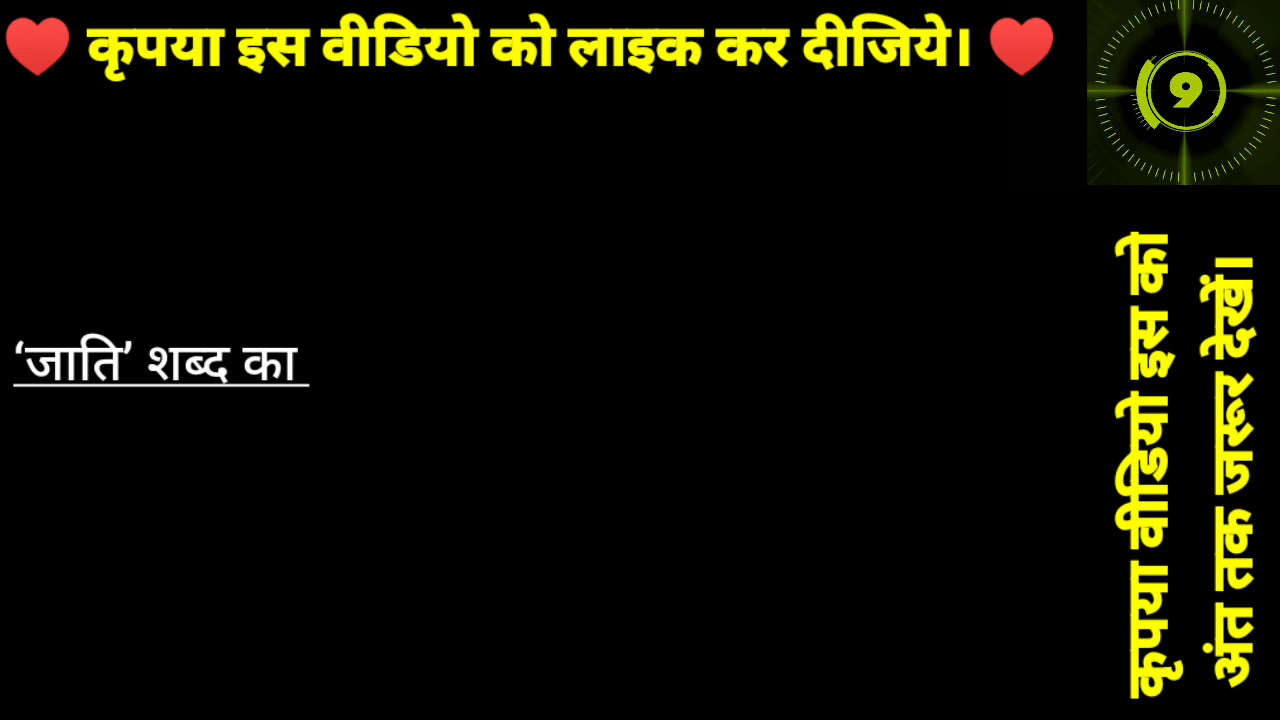 ♥️ कृपया इस वीडियो को लाइक कर दीजिये। ♥️
9
‘जाति’ शब्द का
कृपया वीडियो इस को
अंत तक जरूर देखें।